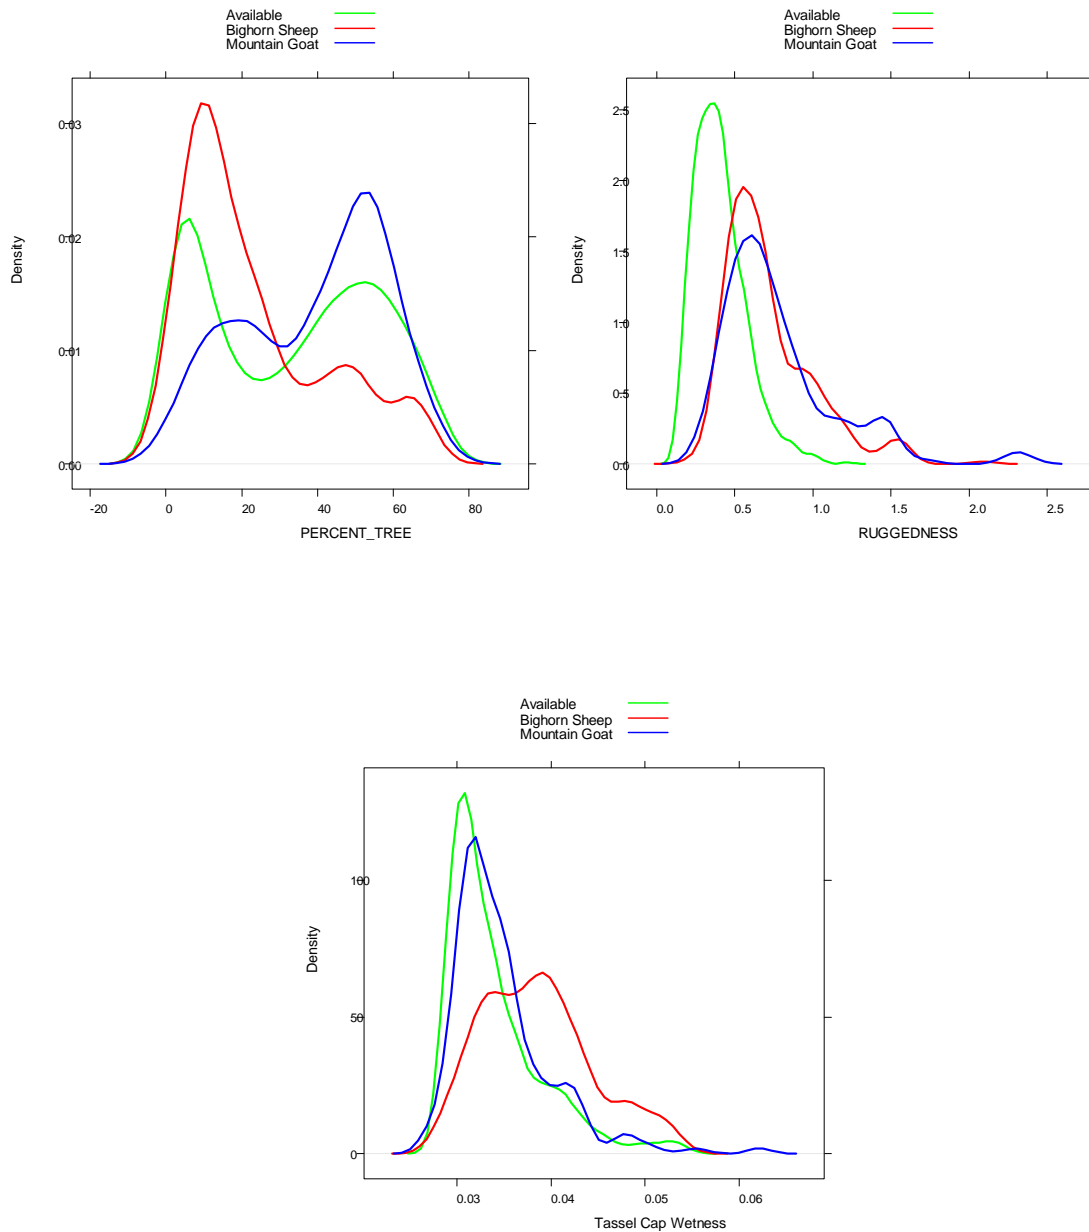 Available
Bighorn Sheep
Mountain Goat
Density
0.03
0.02
0.01
0.00
-20 0 20 40 60 80
PERCENT_TREE
Available
Bighorn Sheep
Mountain Goat
Density
2.5
2.0
1.5
1.0
0.5
0.0
0.0 0.5 1.0 1.5 2.0 2.5
RUGGEDNESS
Available
Bighorn Sheep
Mountain Goat
Density
100
50
0
0.03 0.04 0.05 0.06
Tassel Cap Wetness